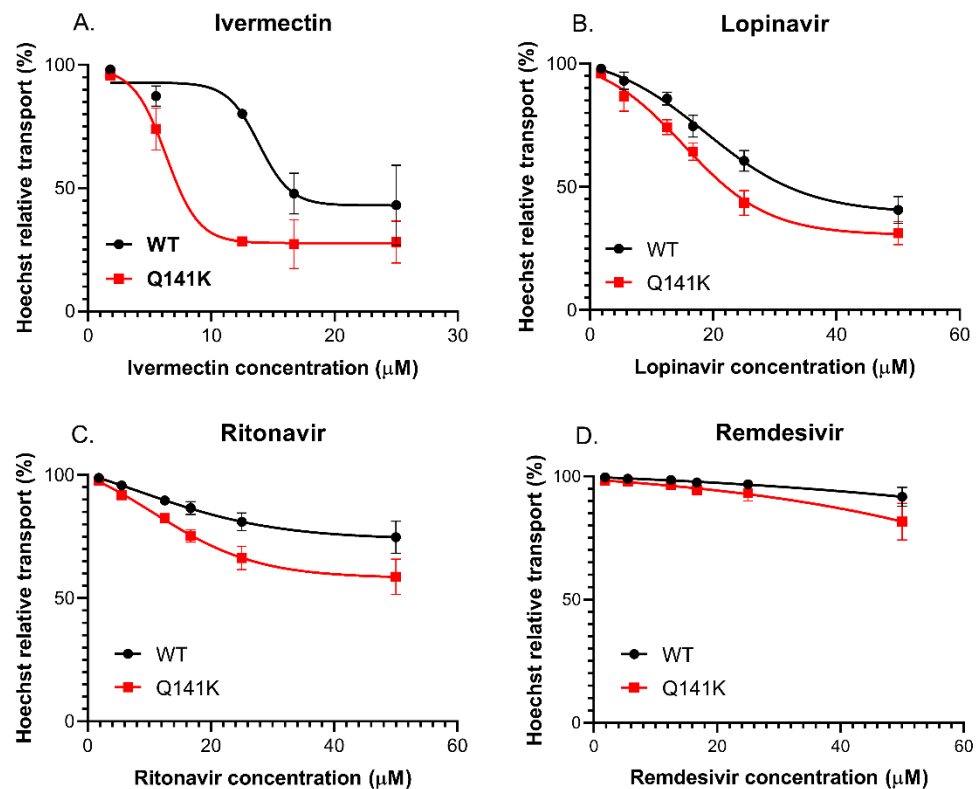 A.
Ivermectin
Hoechst relative transport (%)
100
50
0
WT
Q141K
0
10
20
30
Ivermectin concentration (μM)
B.
Lopinavir
Hoechst relative transport (%)
100
50
0
WT
Q141K
0
20
40
60
Lopinavir concentration (μM)
C.
Ritonavir
Hoechst relative transport (%)
100
50
0
WT
Q141K
0
20
40
60
Ritonavir concentration (μM)
D.
Remdesivir
Hoechst relative transport (%)
100
50
0
WT
Q141K
0
20
40
60
Remdesivir concentration (μM)